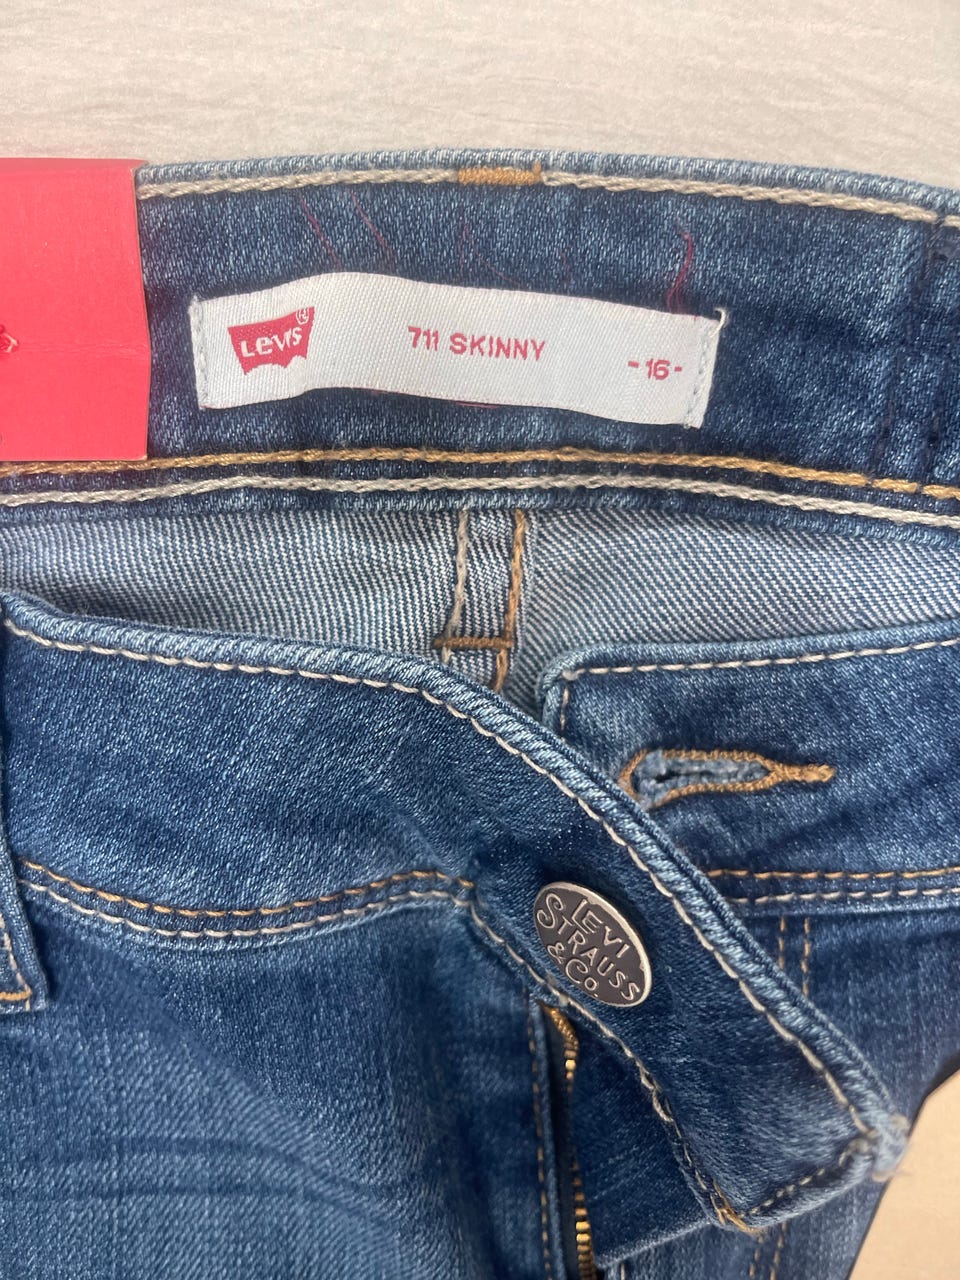 LEVI'S ®
711 SKINNY
-16-
LEVI
STRAUSS
& CO.